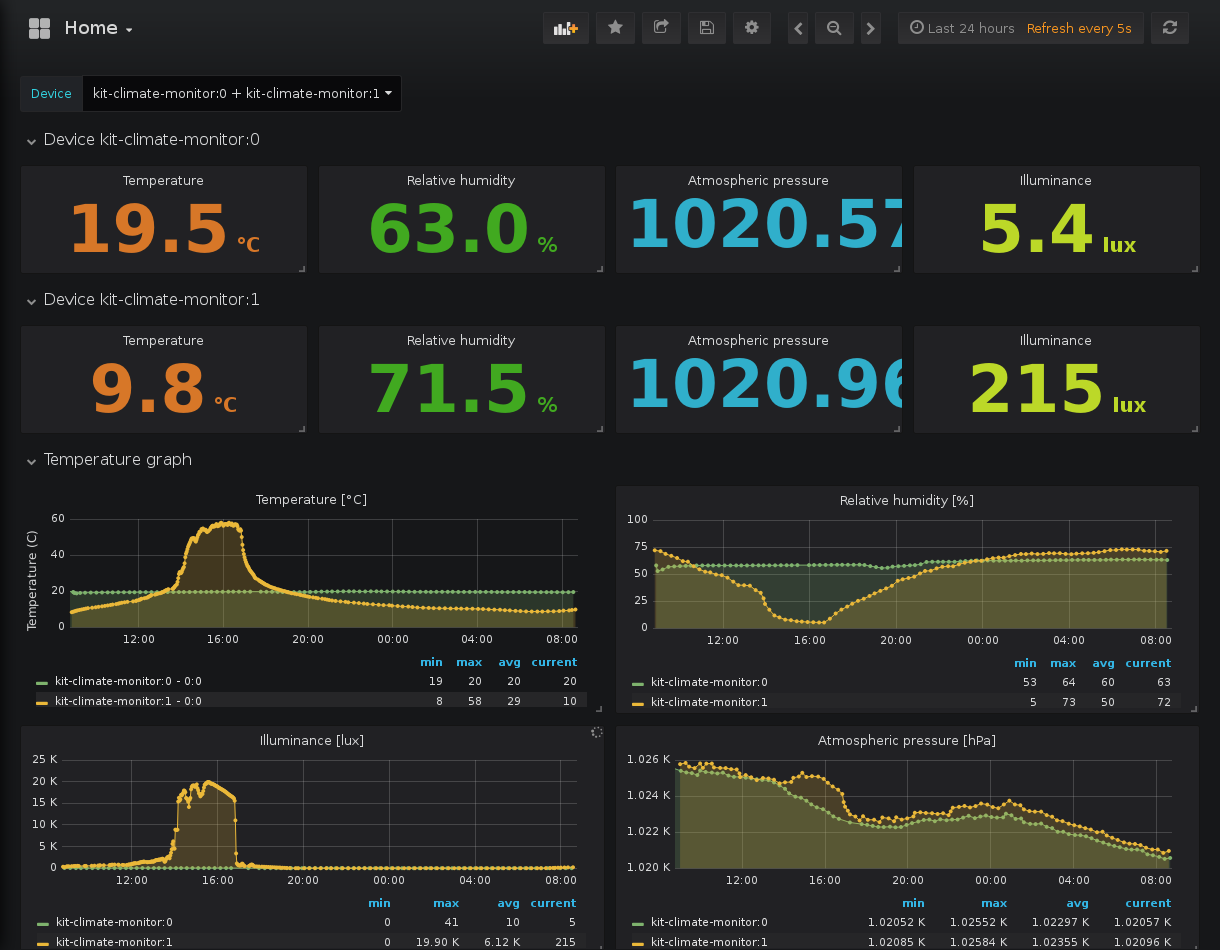 Home
Last 24 hours Refresh every 5s
Device kit-climate-monitor:0 + kit-climate-monitor:1
Device kit-climate-monitor:0
Temperature Relative humidity Atmospheric pressure Illuminance
19.5 °C 63.0 % 1020.57 5.4 lux
Device kit-climate-monitor:1
Temperature Relative humidity Atmospheric pressure Illuminance
9.8 °C 71.5 % 1020.96 215 lux
Temperature graph
Temperature [°C]
Temperature (C)
60
40
20
0
12:00 16:00 20:00 00:00 04:00 08:00
min max avg current
kit-climate-monitor:0 - 0:0 19 20 20 20
kit-climate-monitor:1 - 0:0 8 58 29 10
Relative humidity [%]
100
75
50
25
0
12:00 16:00 20:00 00:00 04:00 08:00
min max avg current
kit-climate-monitor:0 53 64 60 63
kit-climate-monitor:1 5 73 50 72
Illuminance [lux]
25 K
20 K
15 K
10 K
5 K
0
12:00 16:00 20:00 00:00 04:00 08:00
min max avg current
kit-climate-monitor:0 0 41 10 5
kit-climate-monitor:1 0 19.90 K 6.12 K 215
Atmospheric pressure [hPa]
1.026 K
1.024 K
1.022 K
1.020 K
12:00 16:00 20:00 00:00 04:00 08:00
min max avg current
kit-climate-monitor:0 1.02052 K 1.02552 K 1.02297 K 1.02057 K
kit-climate-monitor:1 1.02085 K 1.02584 K 1.02355 K 1.02096 K